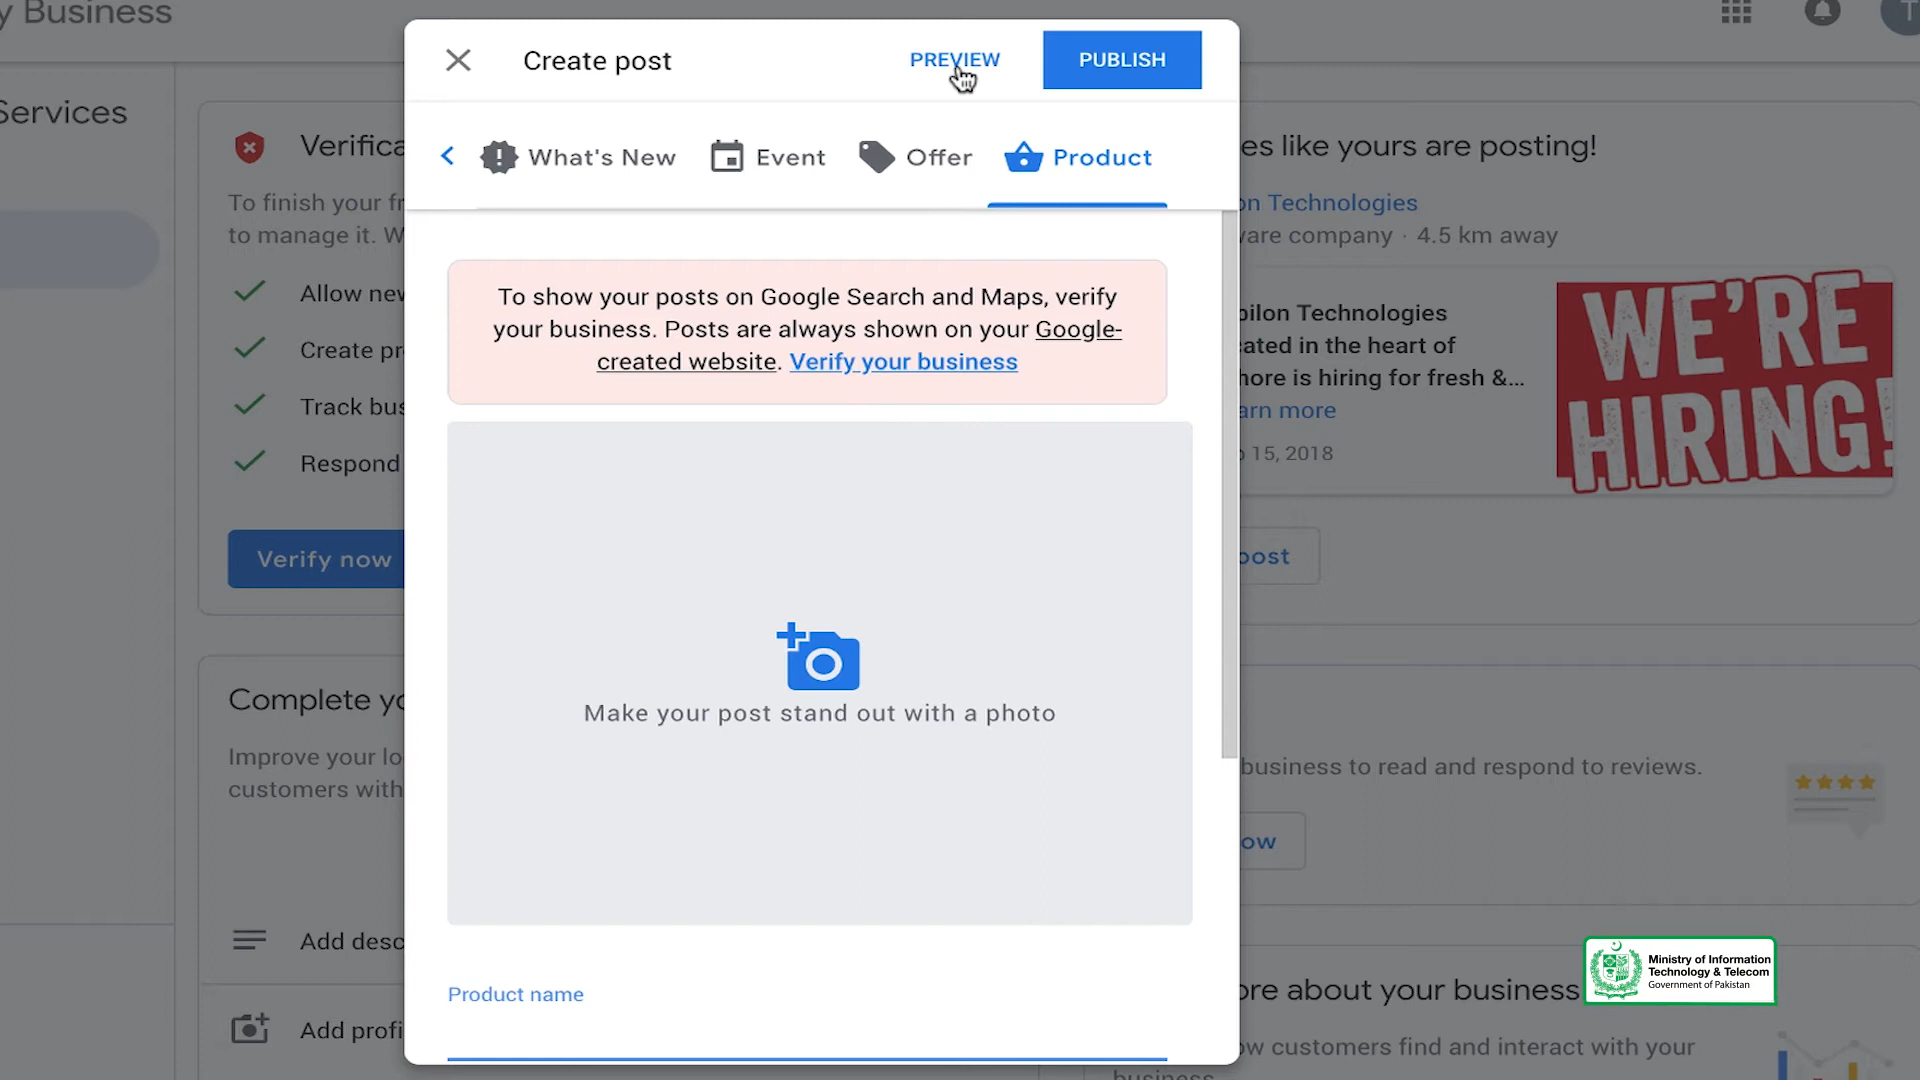 y Business
T
Create post
PREVIEW
PUBLISH
Services
What's New
Event
Offer
Product
Verifica
To finish your fr
to manage it. W
Allow nev
Create pr
Track bus
Respond
Verify now
To show your posts on Google Search and Maps, verify
your business. Posts are always shown on your Google-
created website. Verify your business
Make your post stand out with a photo
Product name
es like yours are posting!
on Technologies
ware company · 4.5 km away
pilon Technologies
cated in the heart of
hore is hiring for fresh &...
arn more
15, 2018
WE'RE
HIRING!
post
Complete yo
Improve your lo
customers with
Add desc
Add profi
business to read and respond to reviews.
ow
ore about your business
ow customers find and interact with your
business
Ministry of Information
Technology & Telecom
Government of Pakistan